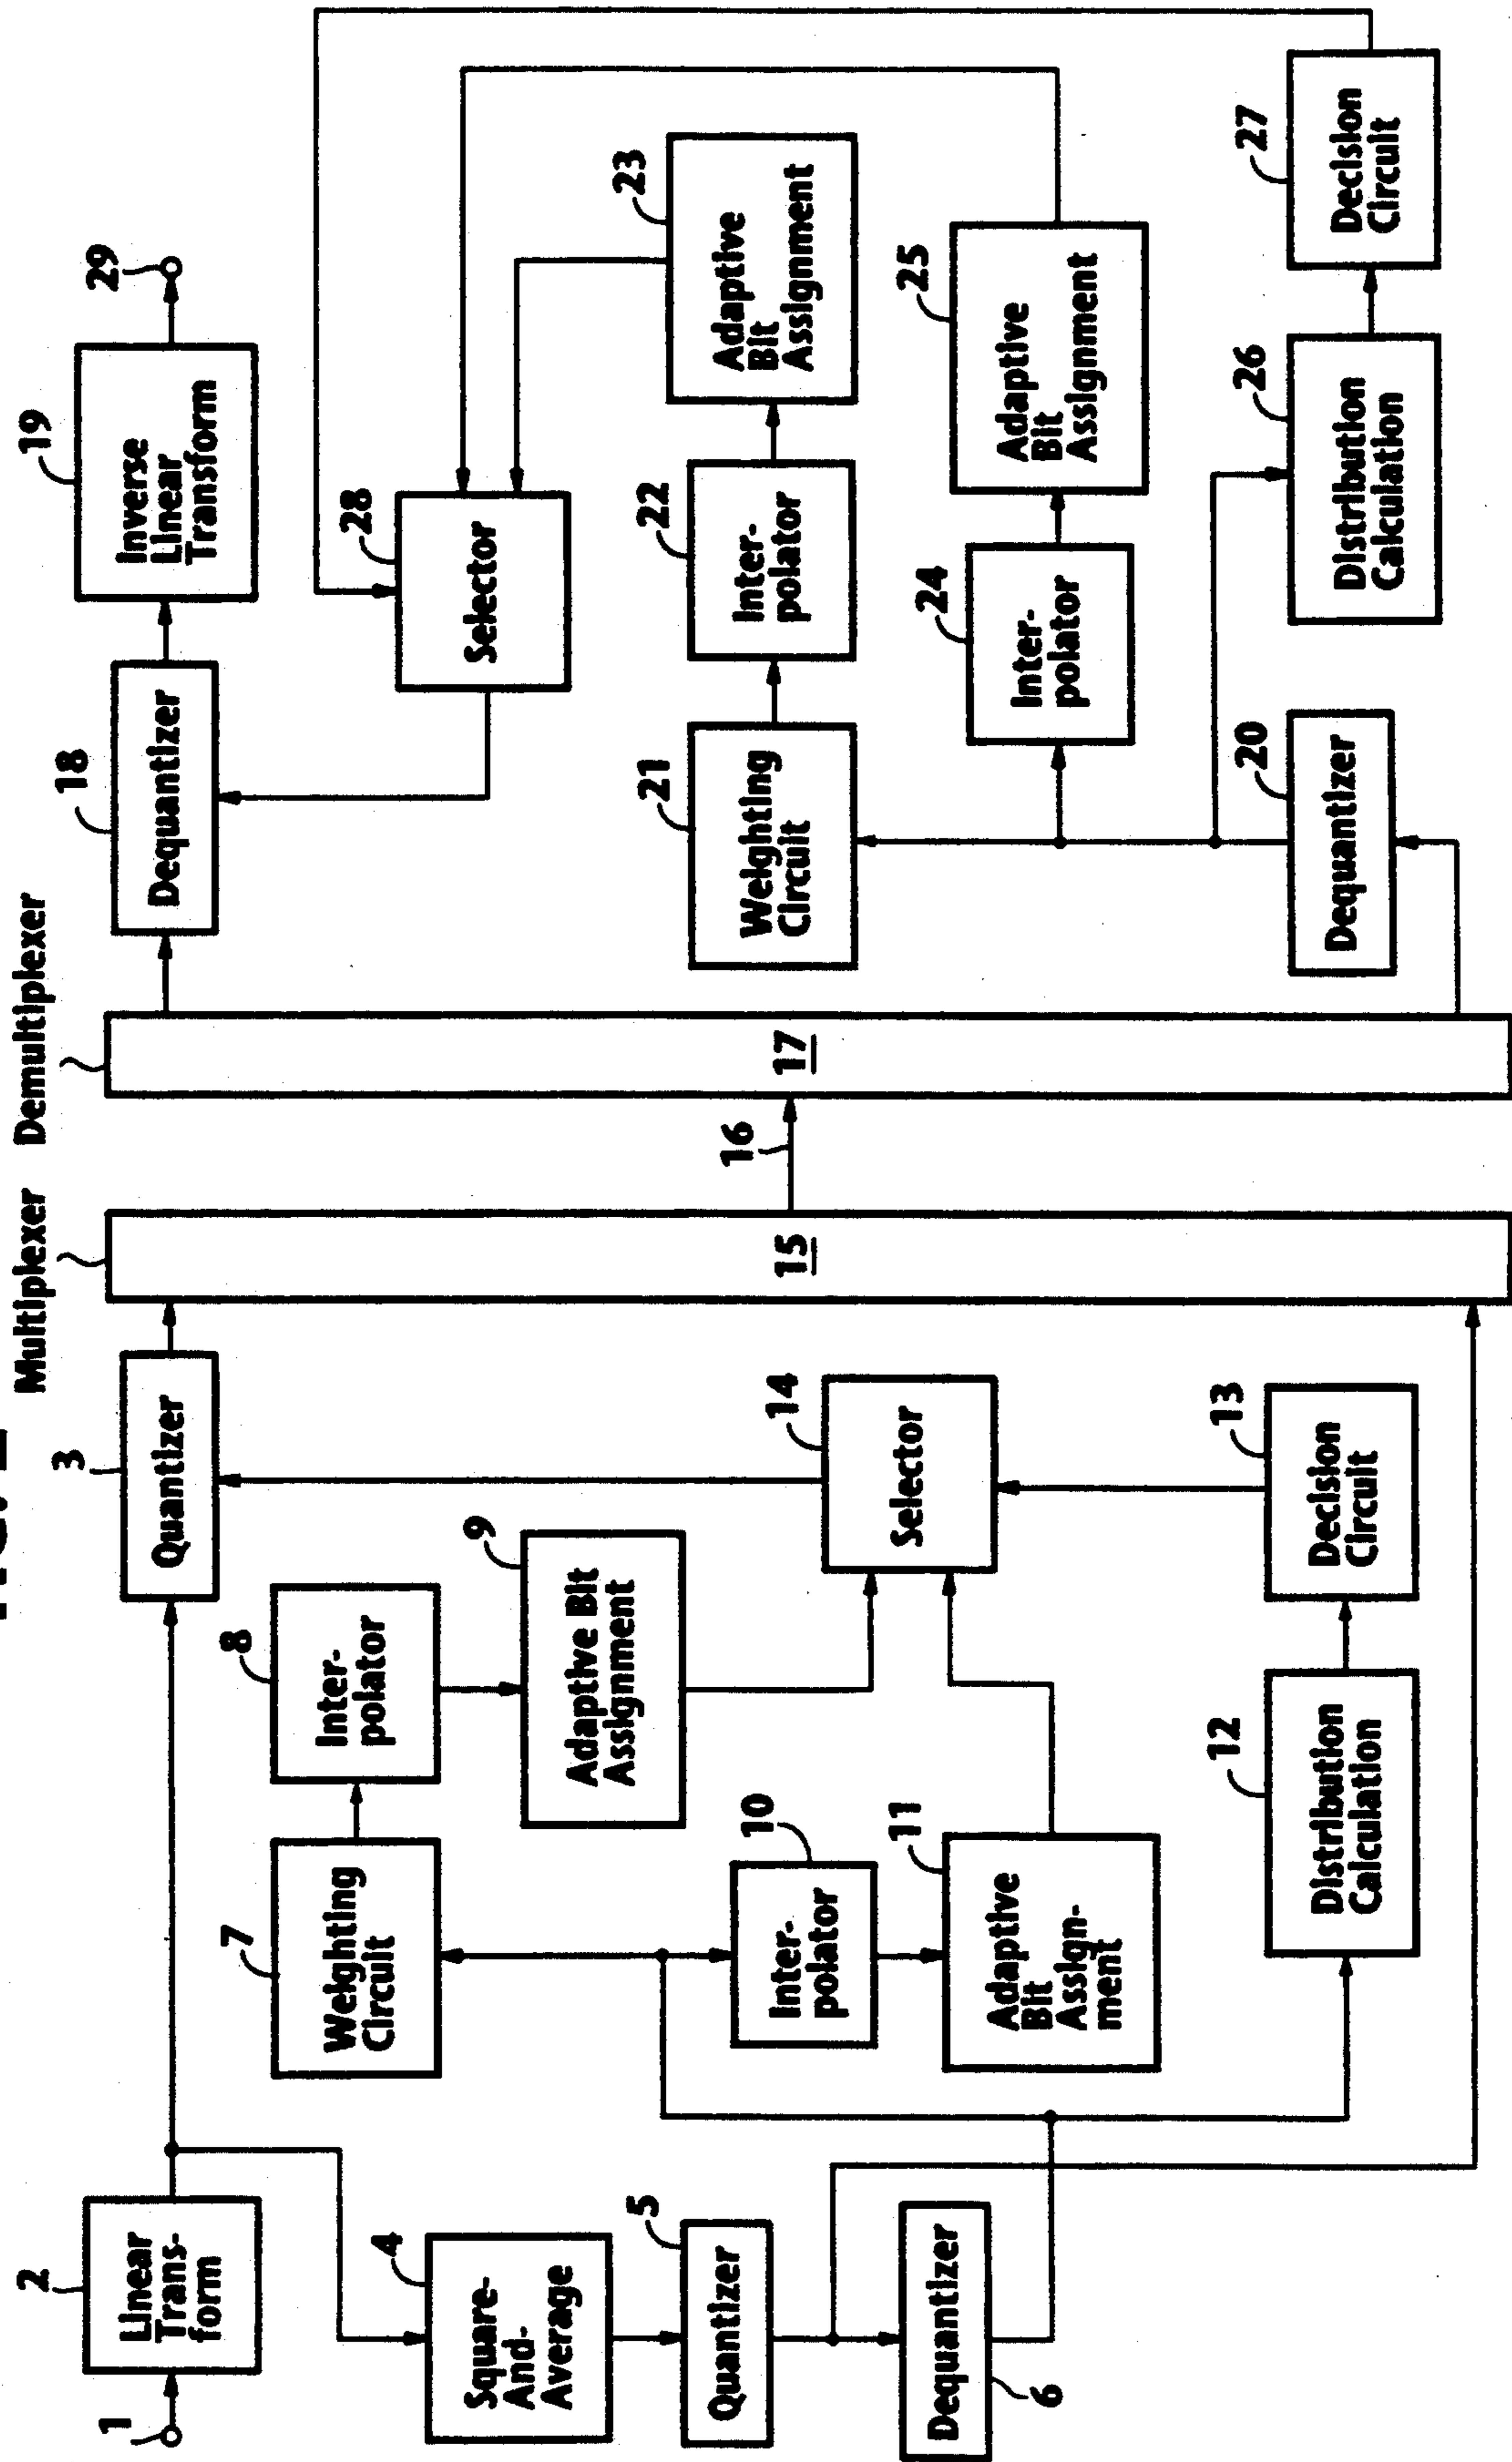 Multiplexer
Demultiplexer
1
2
Linear
Trans-
form
3
Quantizer
4
Square-
And-
Average
5
Quantizer
6
Dequantizer
7
Weighting
Circuit
8
Inter-
polator
9
Adaptive Bit
Assignment
10
Inter-
polator
11
Adaptive
Bit
Assign-
ment
12
Distribution
Calculation
13
Decision
Circuit
14
Selector
15
16
17
18
Dequantizer
19
Inverse
Linear
Transform
29
28
Selector
21
Weighting
Circuit
22
Inter-
polator
23
Adaptive
Bit
Assignment
24
Inter-
polator
25
Adaptive
Bit
Assignment
20
Dequantizer
26
Distribution
Calculation
27
Decision
Circuit